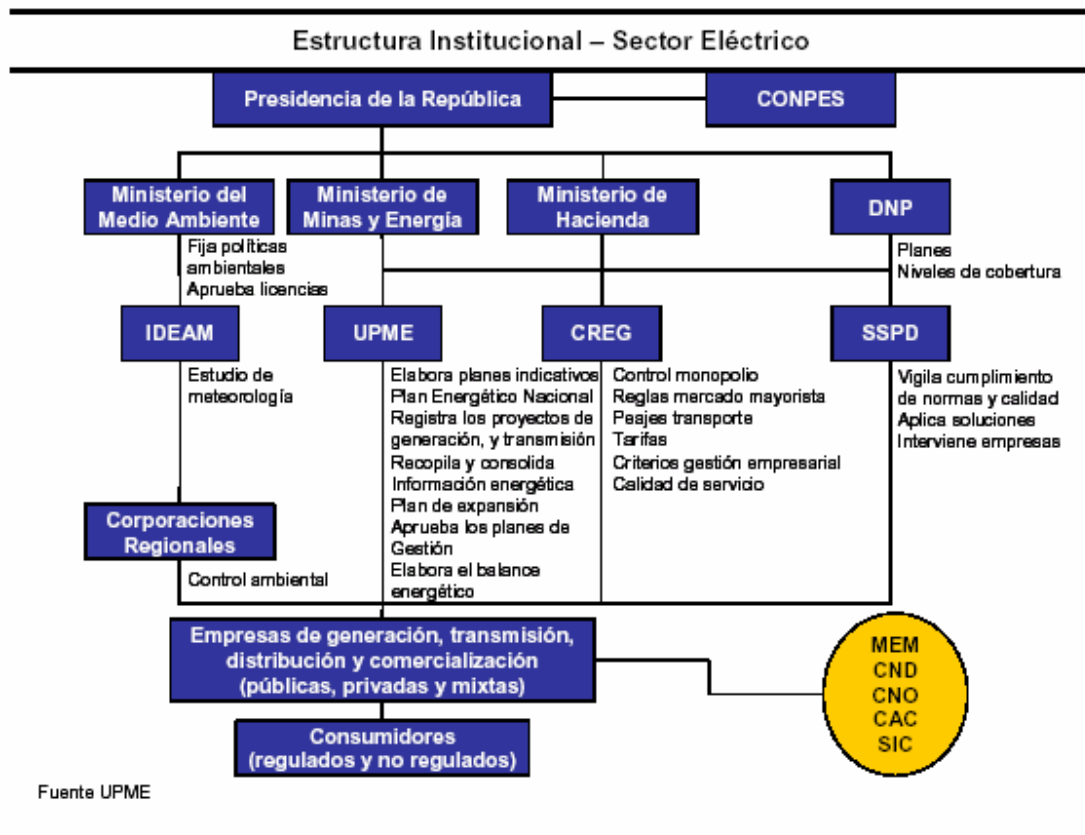 Estructura Institucional – Sector Eléctrico
Presidencia de la República
CONPES
Ministerio del
Medio Ambiente
Ministerio de
Minas y Energía
Ministerio de
Hacienda
DNP
Fija políticas
ambientales
Aprueba licencias
Planes
Niveles de cobertura
IDEAM
UPME
CREG
SSPD
Estudio de
meteorología
Elabora planes indicativos
Plan Energético Nacional
Registra los proyectos de
generación, y transmisión
Recopila y consolida
Información energética
Plan de expansión
Aprueba los planes de
Gestión
Elabora el balance
energético
Control monopolio
Reglas mercado mayorista
Peajes transporte
Tarifas
Criterios gestión empresarial
Calidad de servicio
Vigila cumplimiento
de normas y calidad
Aplica soluciones
Interviene empresas
Corporaciones
Regionales
Control ambiental
Empresas de generación, transmisión,
distribución y comercialización
(públicas, privadas y mixtas)
MEM
CND
CNO
CAC
SIC
Consumidores
(regulados y no regulados)
Fuente UPME